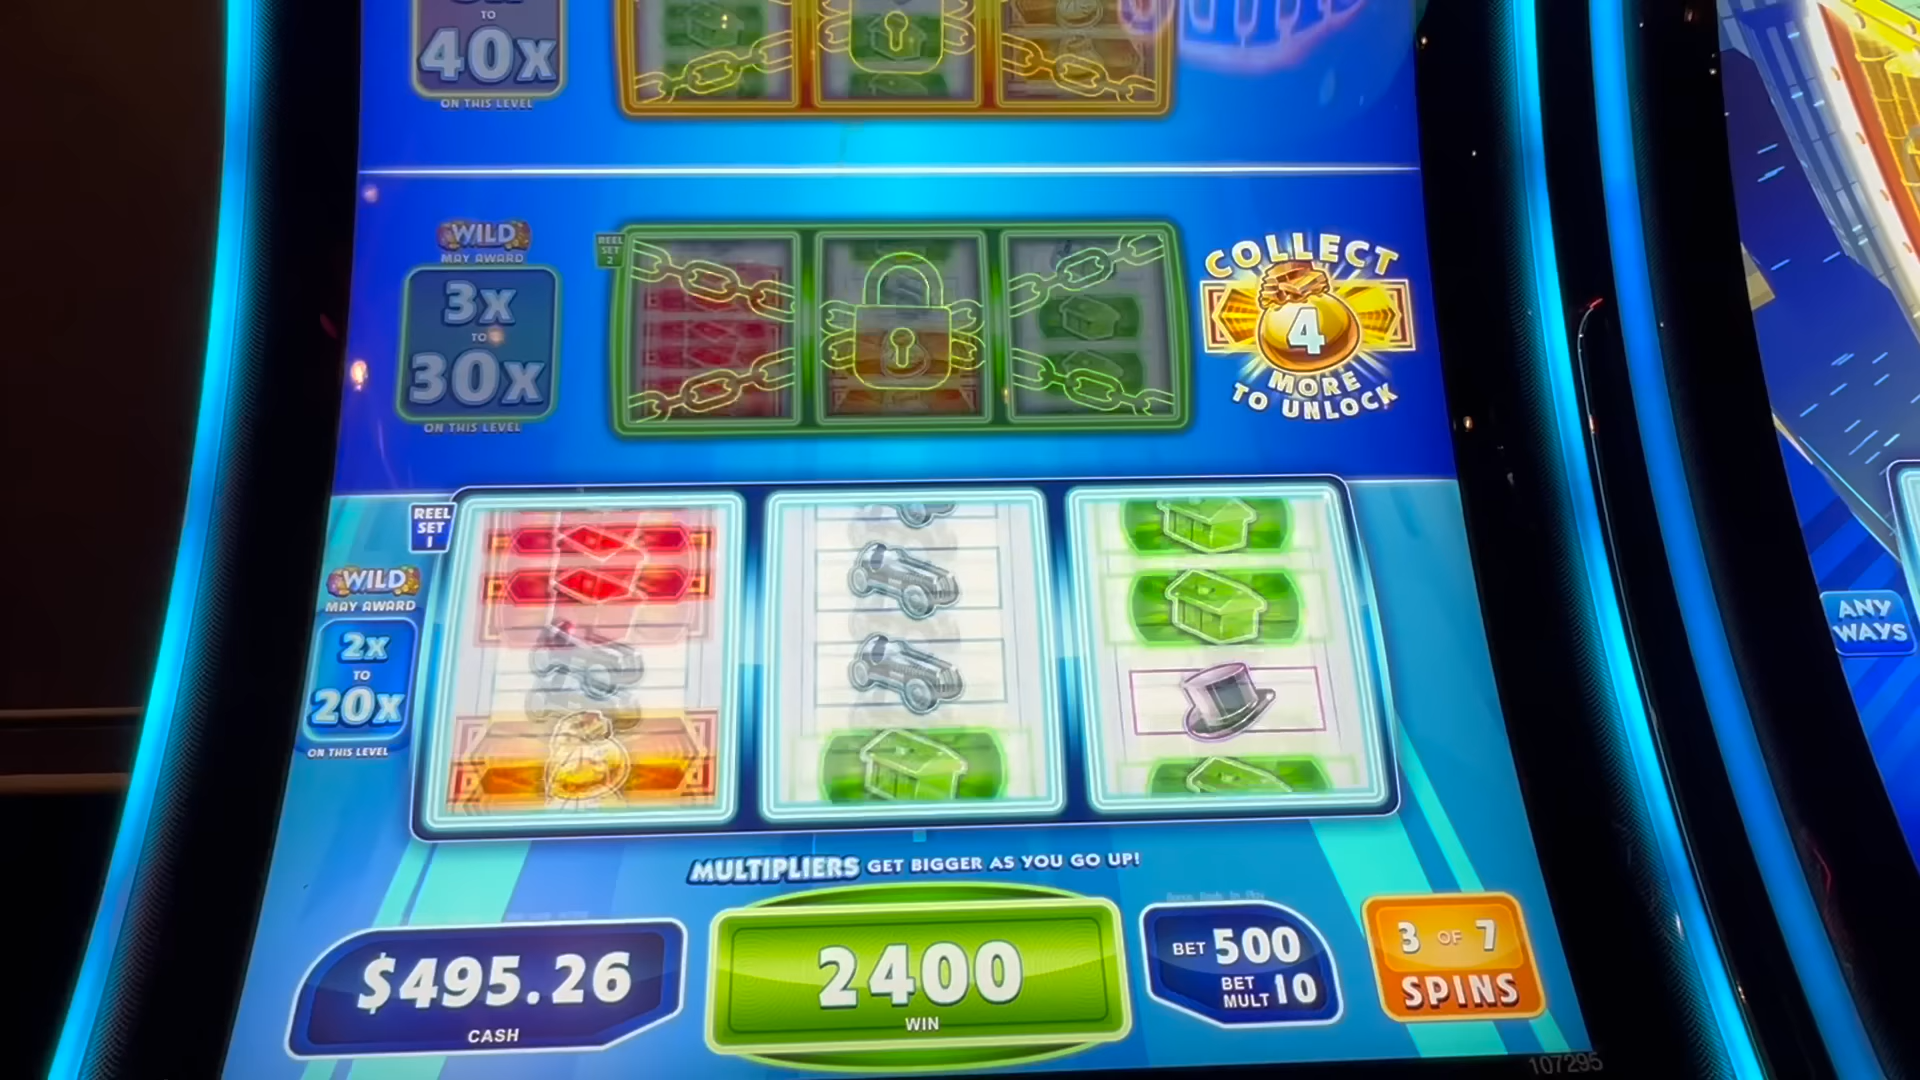 TO
40x
ON THIS LEVEL
WILD
MAY AWARD
3x
TO
30x
ON THIS LEVEL
REEL
SET
2
COLLECT
4
MORE
TO UNLOCK
REEL
SET
1
WILD
MAY AWARD
2x
TO
20x
ON THIS LEVEL
ANY
WAYS
MULTIPLIERS GET BIGGER AS YOU GO UP!
$495.26
CASH
2400
WIN
BET 500
BET
MULT 10
3 OF 7
SPINS
107295